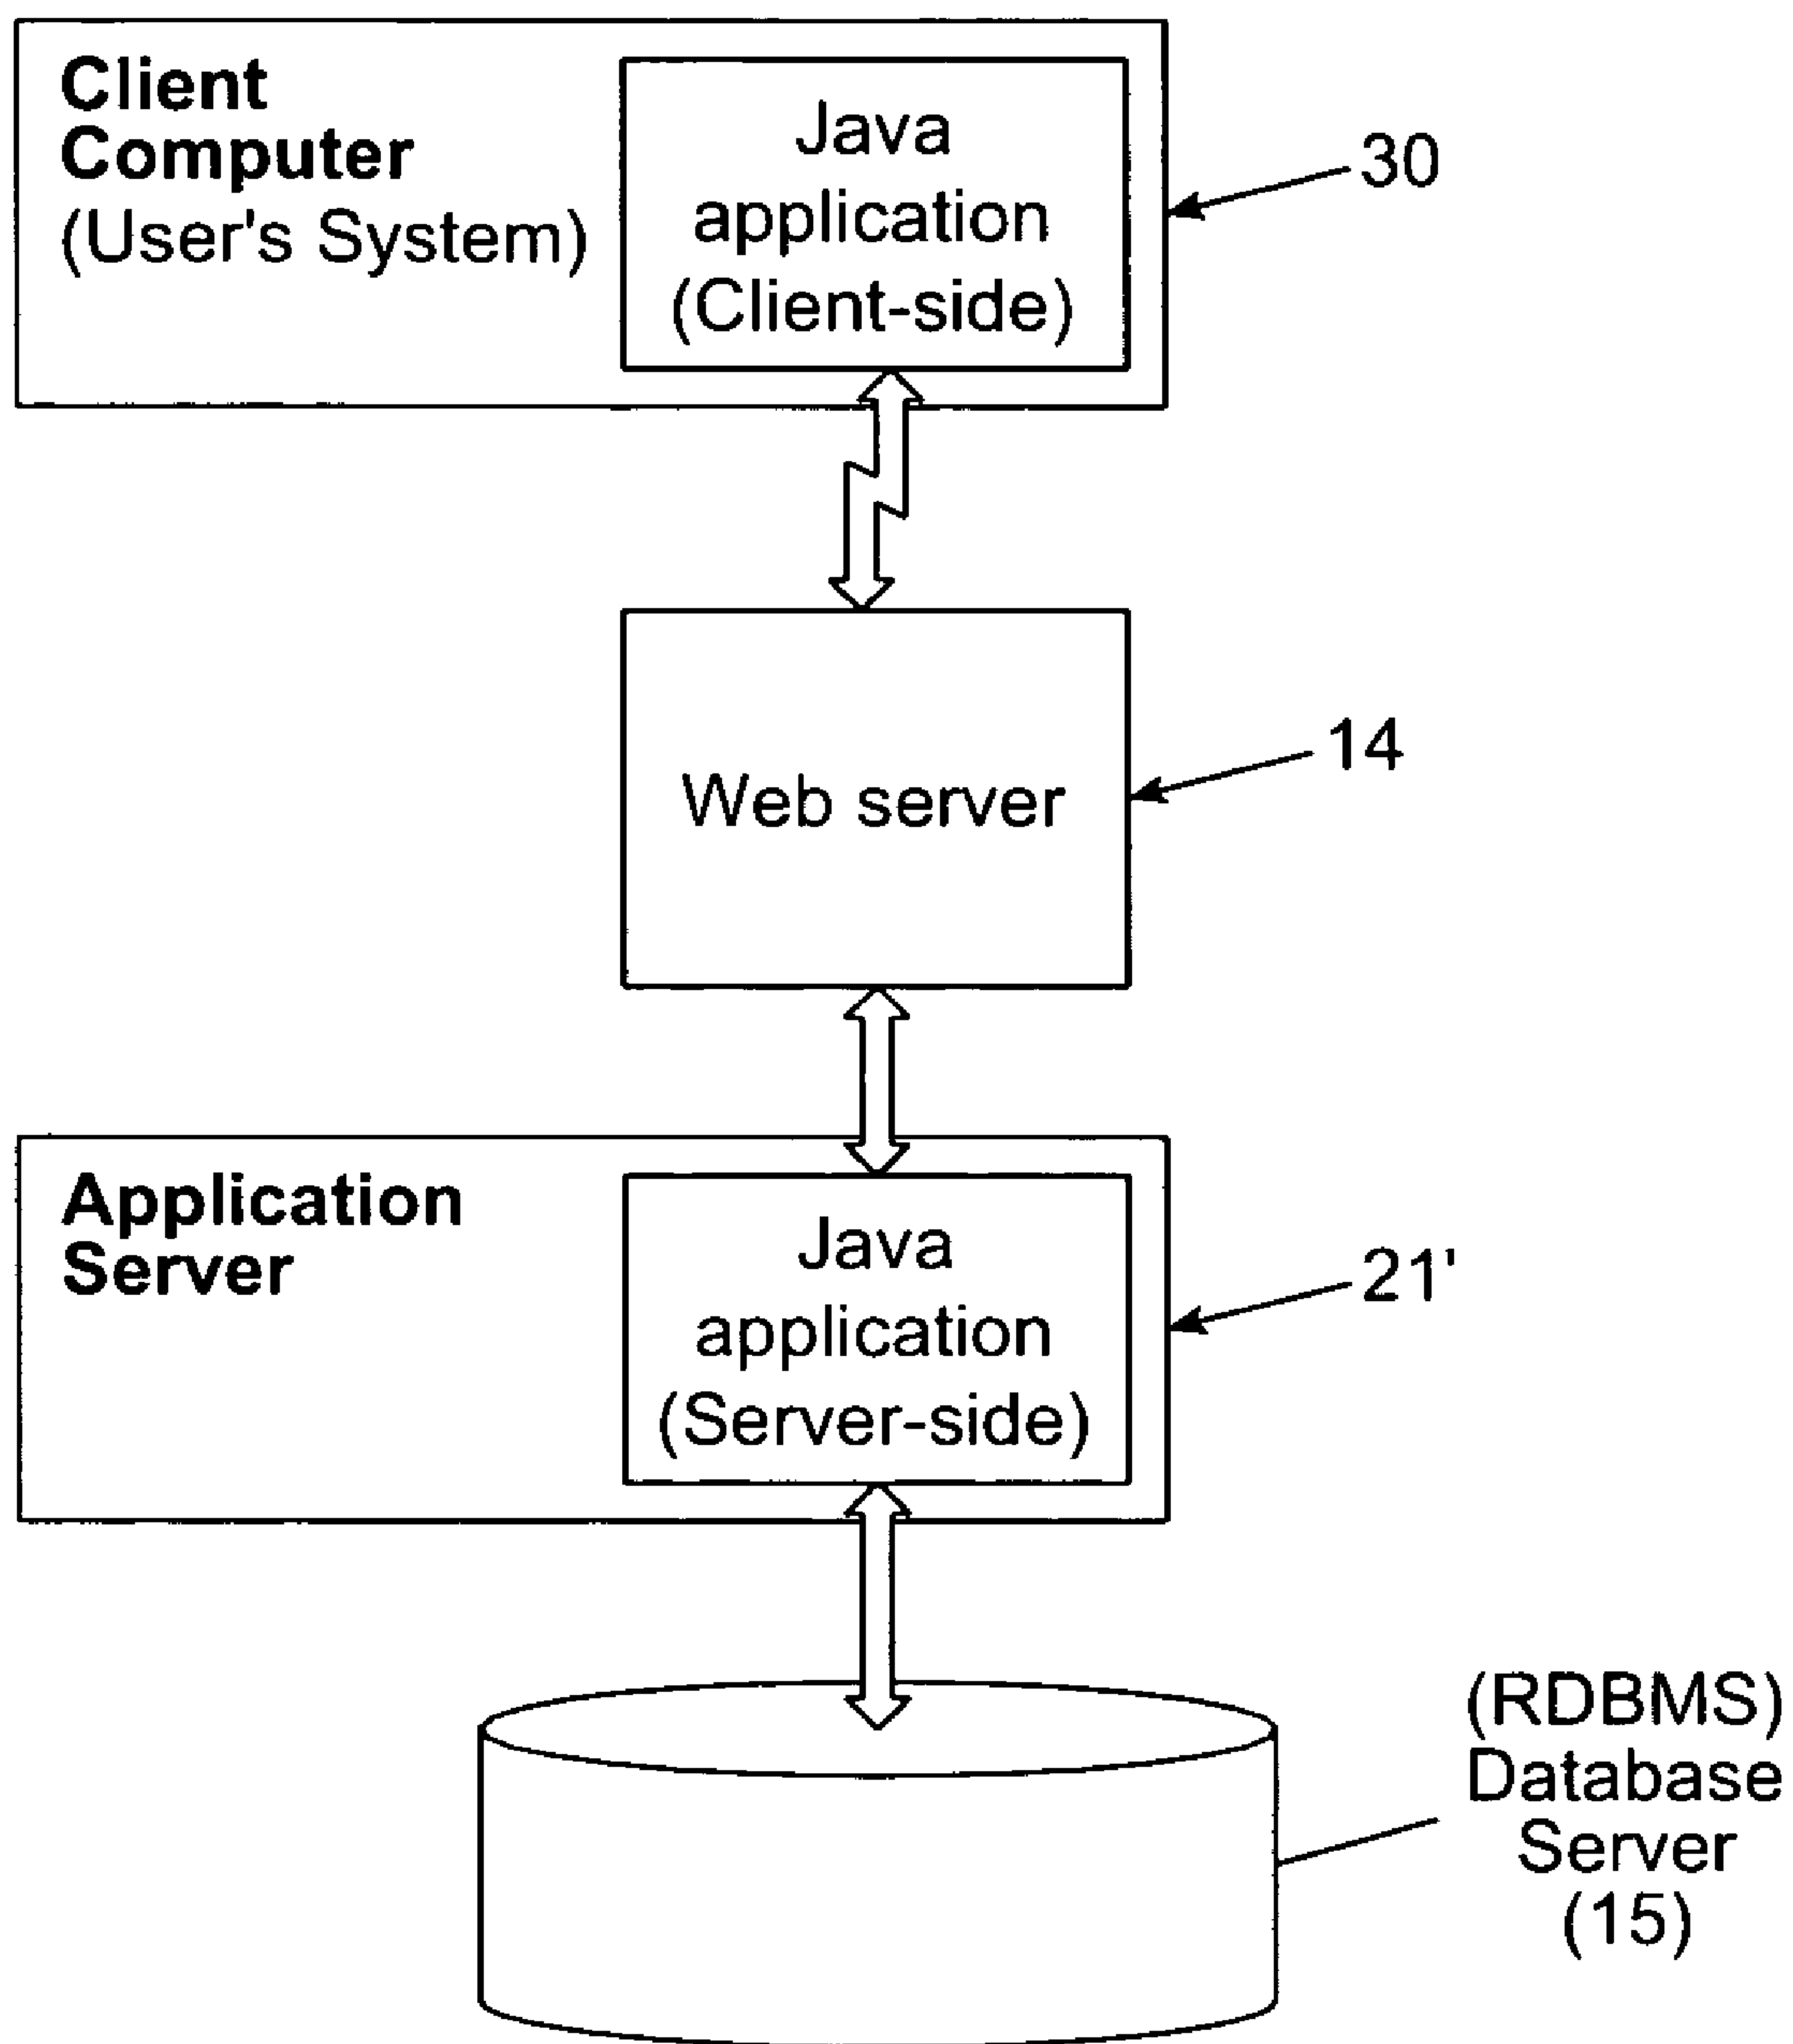 Client
Computer
(User's System)
Java
application
(Client-side)
30
Web server
14
Application
Server
Java
application
(Server-side)
21'
(RDBMS)
Database
Server
(15)